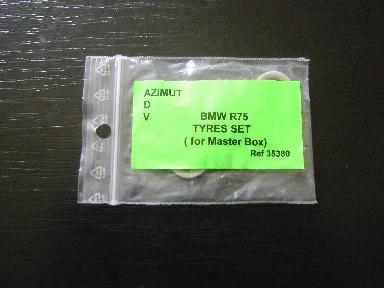 AZIMUT
D
V BMW R75
TYRES SET
( for Master Box)
Ref 35380